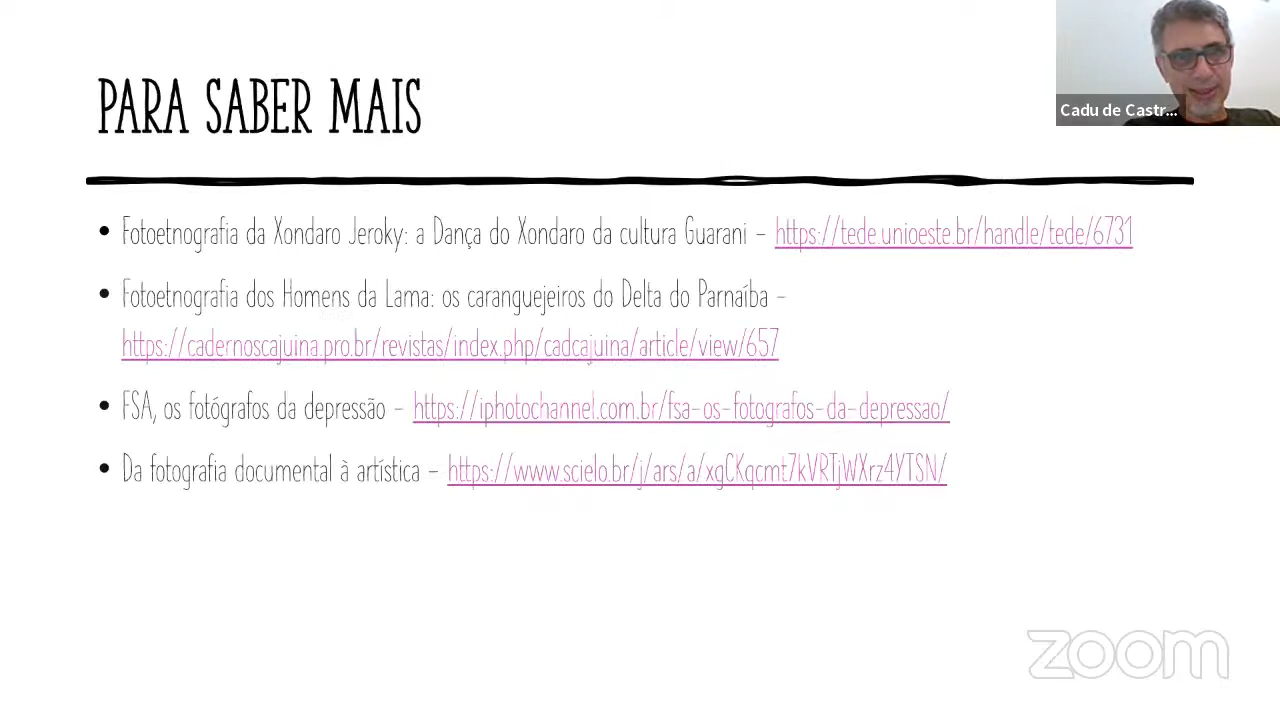 PARA SABER MAIS
Cadu de Castr...
• Fotoetnografia da Xondaro Jeroky: a Dança do Xondaro da cultura Guarani – https://tede.unioeste.br/handle/tede/6731
• Fotoetnografia dos Homens da Lama: os caranguejeiros do Delta do Parnaíba –
https://cadernoscajuina.pro.br/revistas/index.php/cadcajuina/article/view/657
• FSA, os fotógrafos da depressão – https://iphotochannel.com.br/fsa-os-fotografos-da-depressao/
• Da fotografia documental à artística – https://www.scielo.br/j/ars/a/xgCKqcmt7kVRTjWXrz4YTSN/
zoom